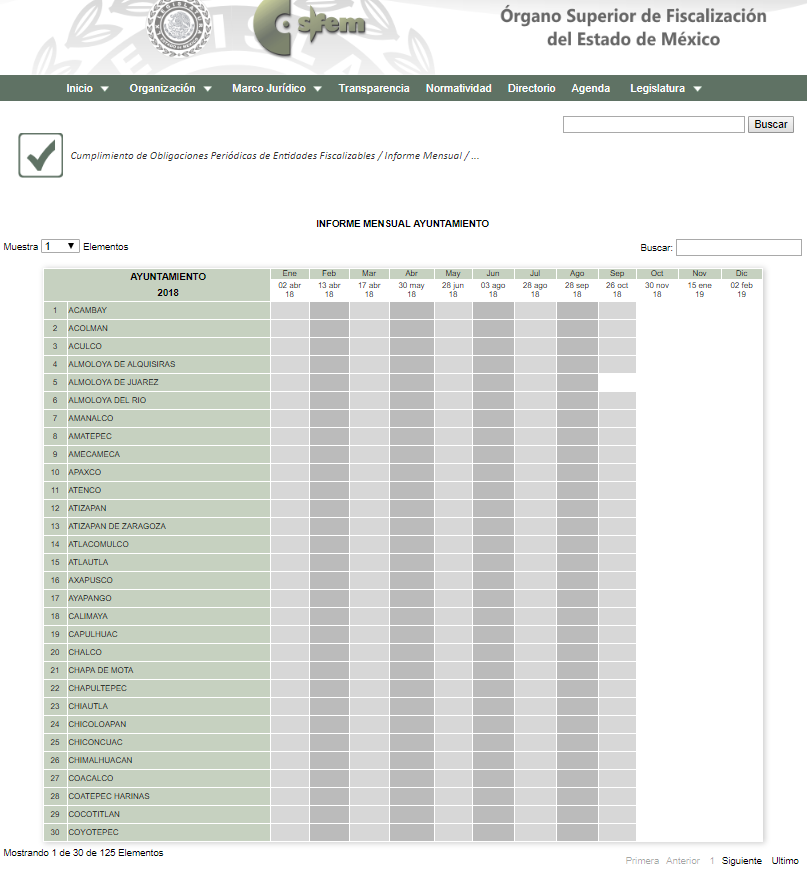 osfem
Órgano Superior de Fiscalización
del Estado de México
Inicio Organización Marco Jurídico Transparencia Normatividad Directorio Agenda Legislatura
Buscar
Cumplimiento de Obligaciones Periódicas de Entidades Fiscalizables / Informe Mensual / ...
INFORME MENSUAL AYUNTAMIENTO
Muestra 1 Elementos Buscar:
AYUNTAMIENTO Ene Feb Mar Abr May Jun Jul Ago Sep Oct Nov Dic
2018 02 abr 13 abr 17 abr 30 may 28 jun 03 ago 28 ago 28 sep 26 oct 30 nov 15 ene 02 feb
18 18 18 18 18 18 18 18 18 18 19 19
1 ACAMBAY
2 ACOLMAN
3 ACULCO
4 ALMOLOYA DE ALQUISIRAS
5 ALMOLOYA DE JUAREZ
6 ALMOLOYA DEL RIO
7 AMANALCO
8 AMATEPEC
9 AMECAMECA
10 APAXCO
11 ATENCO
12 ATIZAPAN
13 ATIZAPAN DE ZARAGOZA
14 ATLACOMULCO
15 ATLAUTLA
16 AXAPUSCO
17 AYAPANGO
18 CALIMAYA
19 CAPULHUAC
20 CHALCO
21 CHAPA DE MOTA
22 CHAPULTEPEC
23 CHIAUTLA
24 CHICOLOAPAN
25 CHICONCUAC
26 CHIMALHUACAN
27 COACALCO
28 COATEPEC HARINAS
29 COCOTITLAN
30 COYOTEPEC
Mostrando 1 de 30 de 125 Elementos
Primera Anterior 1 Siguiente Ultimo